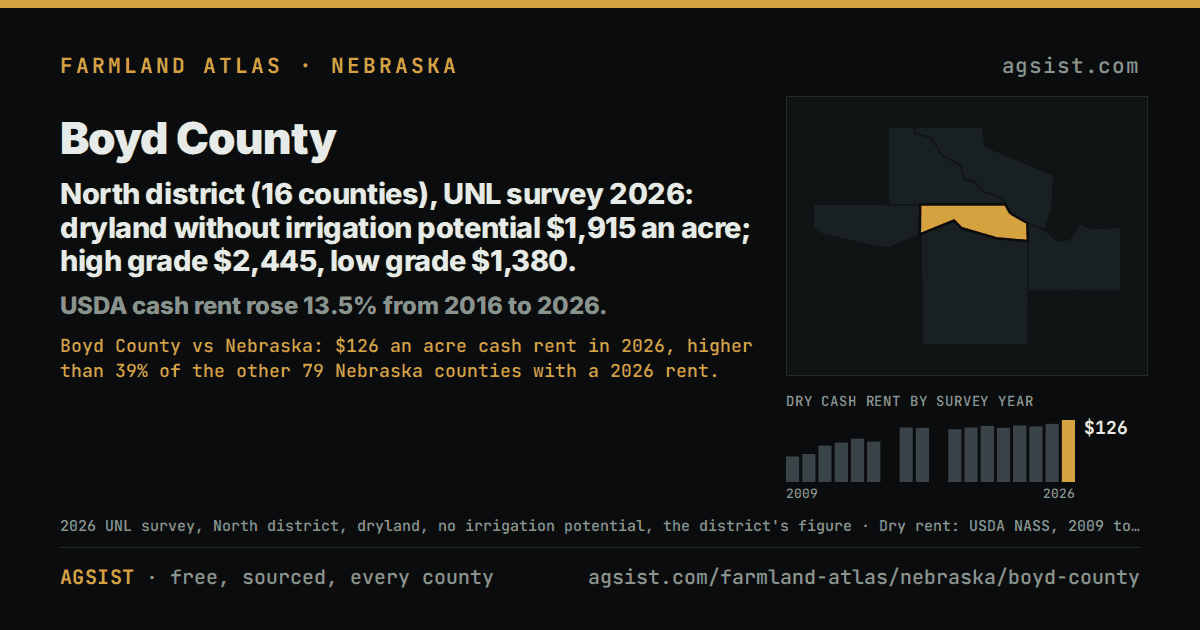 FARMLAND ATLAS · NEBRASKA
agsist.com
Boyd County
North district (16 counties), UNL survey 2026:
dryland without irrigation potential $1,915 an acre;
high grade $2,445, low grade $1,380.
USDA cash rent rose 13.5% from 2016 to 2026.
Boyd County vs Nebraska: $126 an acre cash rent in 2026, higher
than 39% of the other 79 Nebraska counties with a 2026 rent.
DRY CASH RENT BY SURVEY YEAR
$126
2009
2026
2026 UNL survey, North district, dryland, no irrigation potential, the district's figure · Dry rent: USDA NASS, 2009 to…
AGSIST · free, sourced, every county
agsist.com/farmland-atlas/nebraska/boyd-county